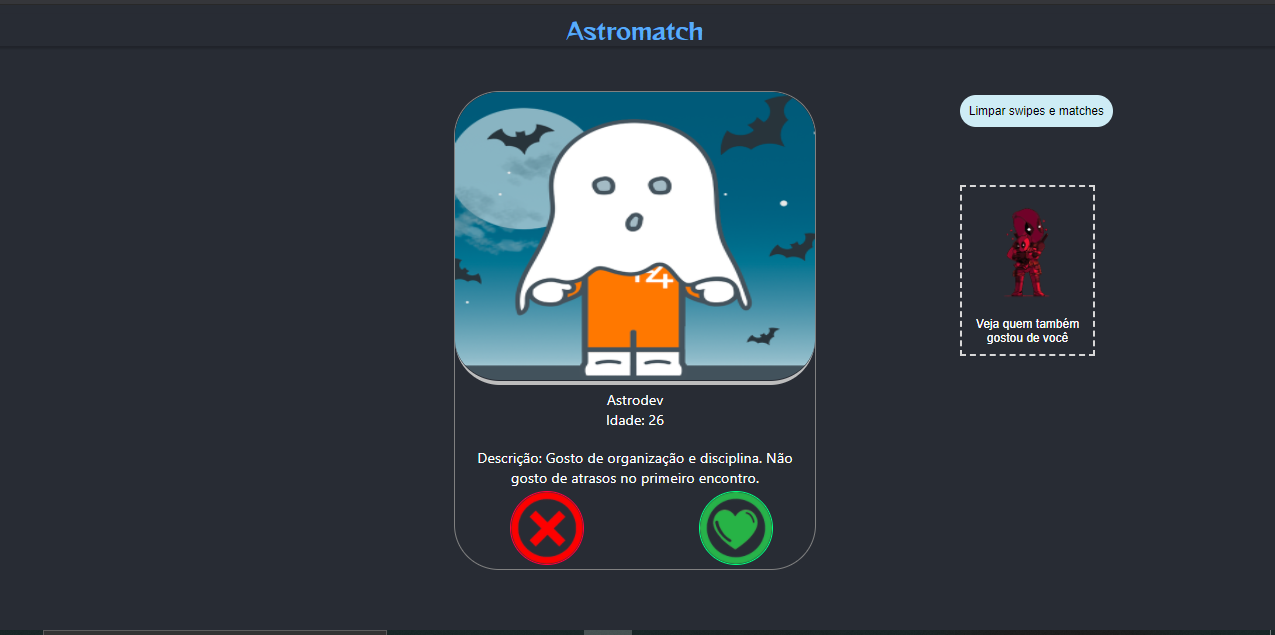 Astromatch
Limpar swipes e matches
Veja quem também
gostou de você
Astrodev
Idade: 26
Descrição: Gosto de organização e disciplina. Não
gosto de atrasos no primeiro encontro.